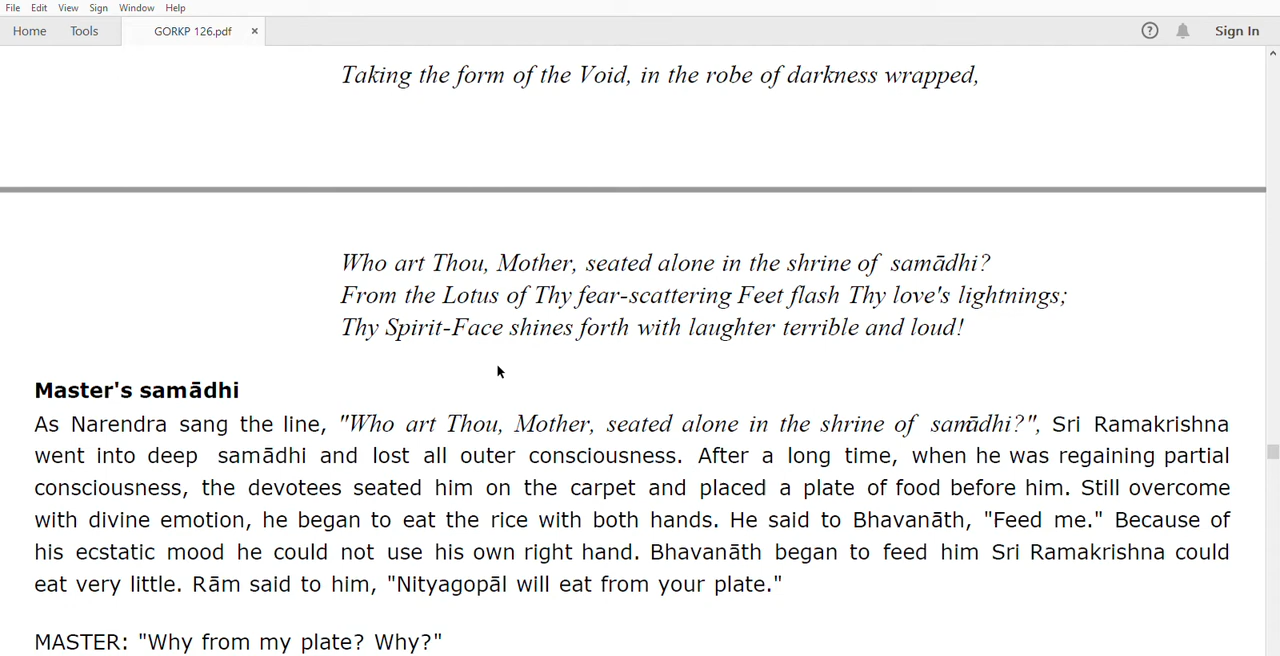 File Edit View Sign Window Help
Home Tools GORKP 126.pdf × ? Sign In
Taking the form of the Void, in the robe of darkness wrapped,
Who art Thou, Mother, seated alone in the shrine of samādhi?
From the Lotus of Thy fear-scattering Feet flash Thy love's lightnings;
Thy Spirit-Face shines forth with laughter terrible and loud!
Master's samādhi
As Narendra sang the line, "Who art Thou, Mother, seated alone in the shrine of samādhi?", Sri Ramakrishna
went into deep samādhi and lost all outer consciousness. After a long time, when he was regaining partial
consciousness, the devotees seated him on the carpet and placed a plate of food before him. Still overcome
with divine emotion, he began to eat the rice with both hands. He said to Bhavanāth, "Feed me." Because of
his ecstatic mood he could not use his own right hand. Bhavanāth began to feed him Sri Ramakrishna could
eat very little. Rām said to him, "Nityagopāl will eat from your plate."
MASTER: "Why from my plate? Why?"